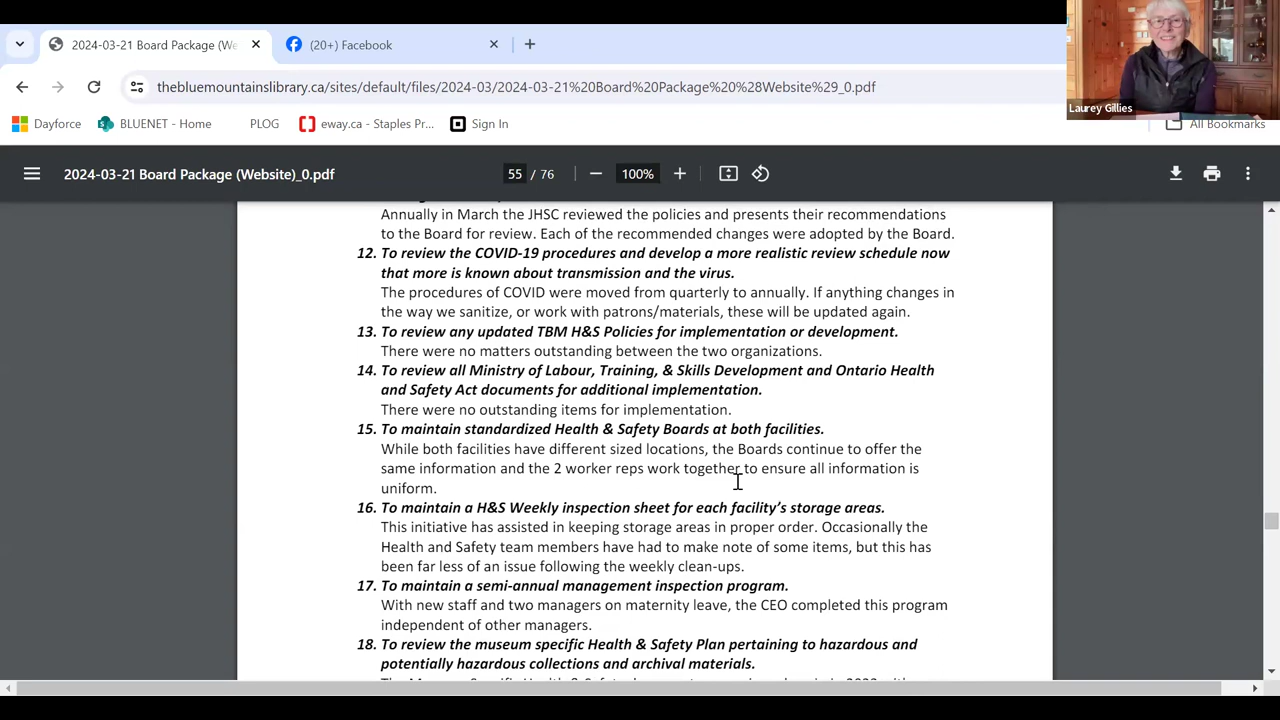 2024-03-21 Board Package (We
(20+) Facebook
Laurey Gillies
thebluemountainslibrary.ca/sites/default/files/2024-03/2024-03-21%20Board%20Package%20%28Website%29_0.pdf
Dayforce
BLUENET - Home
PLOG
eway.ca - Staples Pr...
Sign In
All Bookmarks
2024-03-21 Board Package (Website)_0.pdf
55 / 76
100%
Annually in March the JHSC reviewed the policies and presents their recommendations
to the Board for review. Each of the recommended changes were adopted by the Board.
12. To review the COVID-19 procedures and develop a more realistic review schedule now
that more is known about transmission and the virus.
The procedures of COVID were moved from quarterly to annually. If anything changes in
the way we sanitize, or work with patrons/materials, these will be updated again.
13. To review any updated TBM H&S Policies for implementation or development.
There were no matters outstanding between the two organizations.
14. To review all Ministry of Labour, Training, & Skills Development and Ontario Health
and Safety Act documents for additional implementation.
There were no outstanding items for implementation.
15. To maintain standardized Health & Safety Boards at both facilities.
While both facilities have different sized locations, the Boards continue to offer the
same information and the 2 worker reps work together to ensure all information is
uniform.
16. To maintain a H&S Weekly inspection sheet for each facility's storage areas.
This initiative has assisted in keeping storage areas in proper order. Occasionally the
Health and Safety team members have had to make note of some items, but this has
been far less of an issue following the weekly clean-ups.
17. To maintain a semi-annual management inspection program.
With new staff and two managers on maternity leave, the CEO completed this program
independent of other managers.
18. To review the museum specific Health & Safety Plan pertaining to hazardous and
potentially hazardous collections and archival materials.